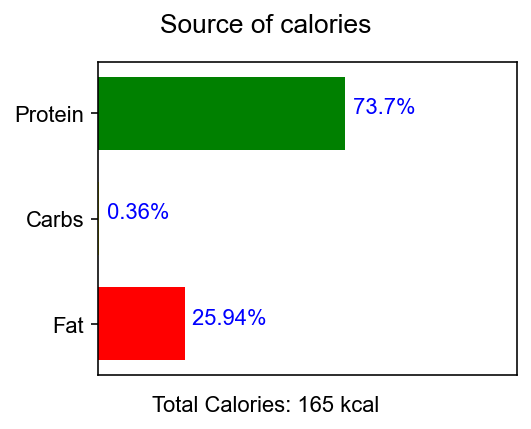 Source of calories
Protein 73.7%
Carbs 0.36%
Fat 25.94%
Total Calories: 165 kcal